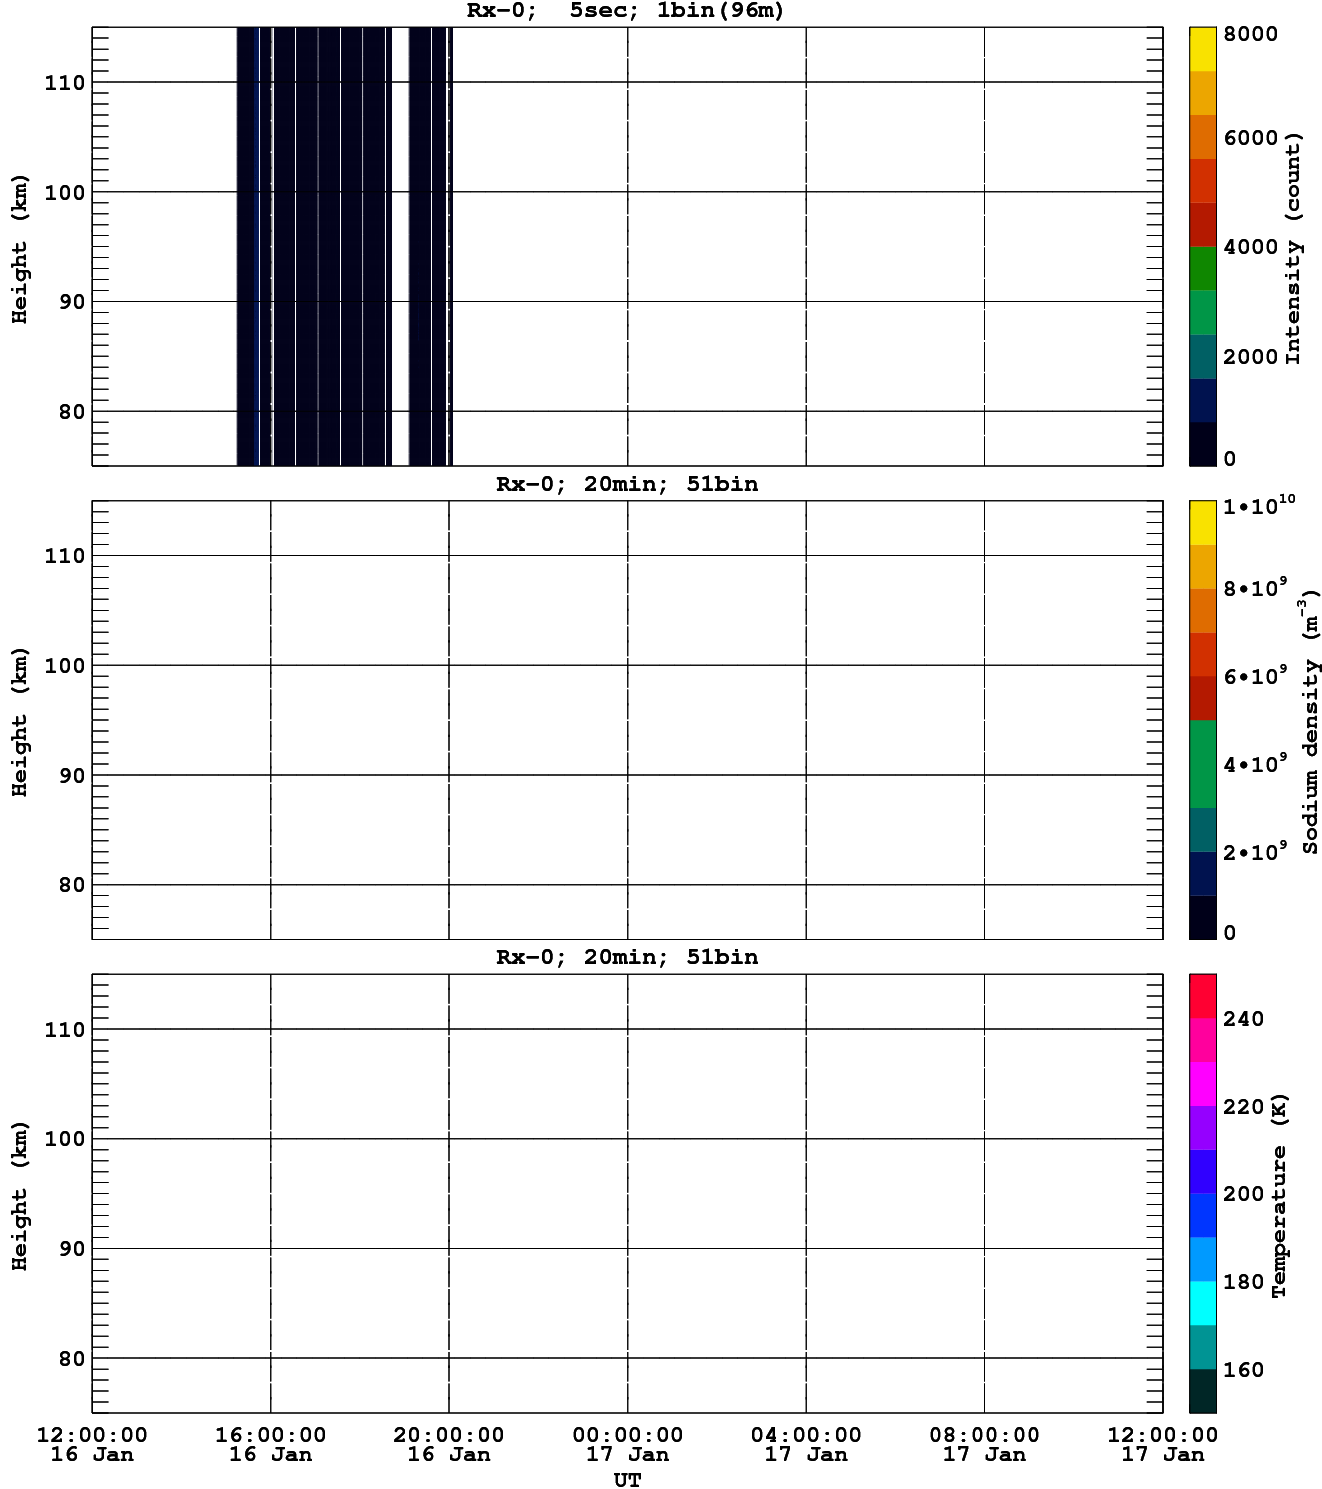 Rx-0;  5sec; 1bin(96m)
110
100
90
80
Height (km)
8000
6000
4000
2000
0
Intensity (count)
Rx-0; 20min; 51bin
110
100
90
80
Height (km)
1•10¹⁰
8•10⁹
6•10⁹
4•10⁹
2•10⁹
0
Sodium density (m⁻³)
Rx-0; 20min; 51bin
110
100
90
80
Height (km)
240
220
200
180
160
Temperature (K)
12:00:00 16:00:00 20:00:00 00:00:00 04:00:00 08:00:00 12:00:00
16 Jan 16 Jan 16 Jan 17 Jan 17 Jan 17 Jan 17 Jan
UT